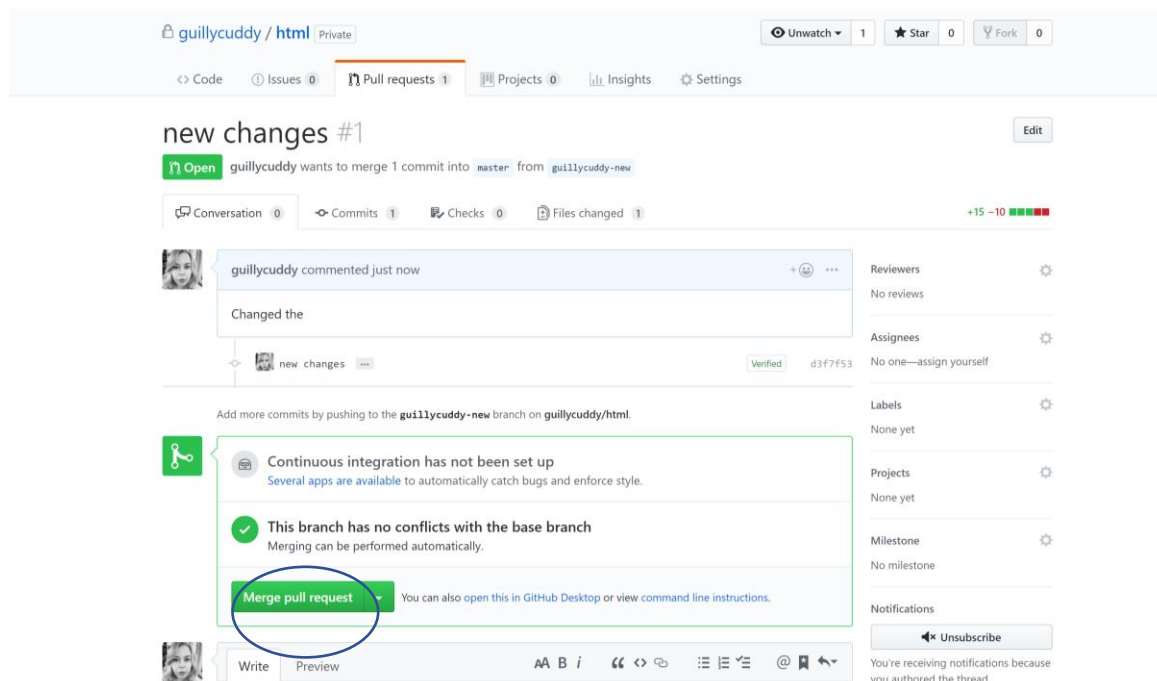 guillycuddy / html Private
Unwatch 1 Star 0 Fork 0
<> Code Issues 0 Pull requests 1 Projects 0 Insights Settings
new changes #1
Edit
Open guillycuddy wants to merge 1 commit into master from guillycuddy-new
Conversation 0 Commits 1 Checks 0 Files changed 1
+15 −10
guillycuddy commented just now
Changed the
new changes ...
Verified d3f7f53
Add more commits by pushing to the guillycuddy-new branch on guillycuddy/html.
Continuous integration has not been set up
Several apps are available to automatically catch bugs and enforce style.
This branch has no conflicts with the base branch
Merging can be performed automatically.
Merge pull request
You can also open this in GitHub Desktop or view command line instructions.
Write Preview
AA B i “ <> @
Reviewers
No reviews
Assignees
No one—assign yourself
Labels
None yet
Projects
None yet
Milestone
No milestone
Notifications
Unsubscribe
You're receiving notifications because
you authored the thread.